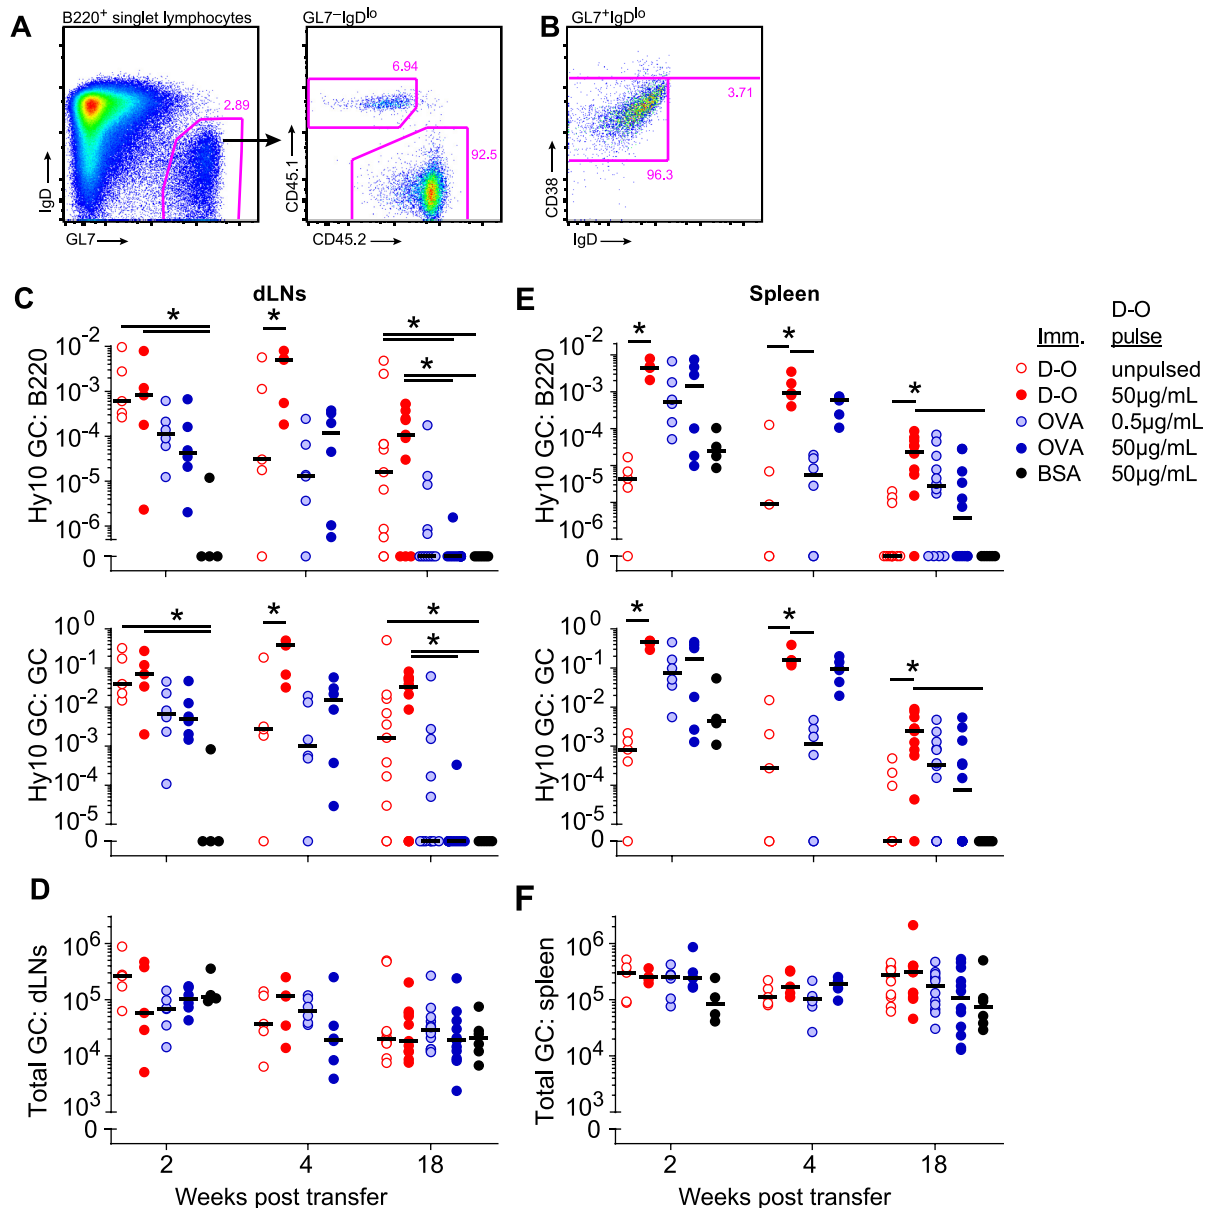 A
B220⁺ singlet lymphocytes
2.89
IgD
GL7
GL7⁻IgDˡᵒ
6.94
92.5
CD45.1
CD45.2
B
GL7⁺IgDˡᵒ
3.71
96.3
CD38
IgD
C
dLNs
Hy10 GC: B220
10⁻²
10⁻³
10⁻⁴
10⁻⁵
10⁻⁶
0
* * * *
Hy10 GC: GC
10⁰
10⁻¹
10⁻²
10⁻³
10⁻⁴
10⁻⁵
0
* * * *
D
Total GC: dLNs
10⁶
10⁵
10⁴
10³
0
2 4 18
Weeks post transfer
E
Spleen
Hy10 GC: B220
10⁻²
10⁻³
10⁻⁴
10⁻⁵
10⁻⁶
0
* * *
Hy10 GC: GC
10⁰
10⁻¹
10⁻²
10⁻³
10⁻⁴
10⁻⁵
0
* * *
F
Total GC: spleen
10⁶
10⁵
10⁴
10³
0
2 4 18
Weeks post transfer
D-O
Imm. pulse
D-O unpulsed
D-O 50µg/mL
OVA 0.5µg/mL
OVA 50µg/mL
BSA 50µg/mL